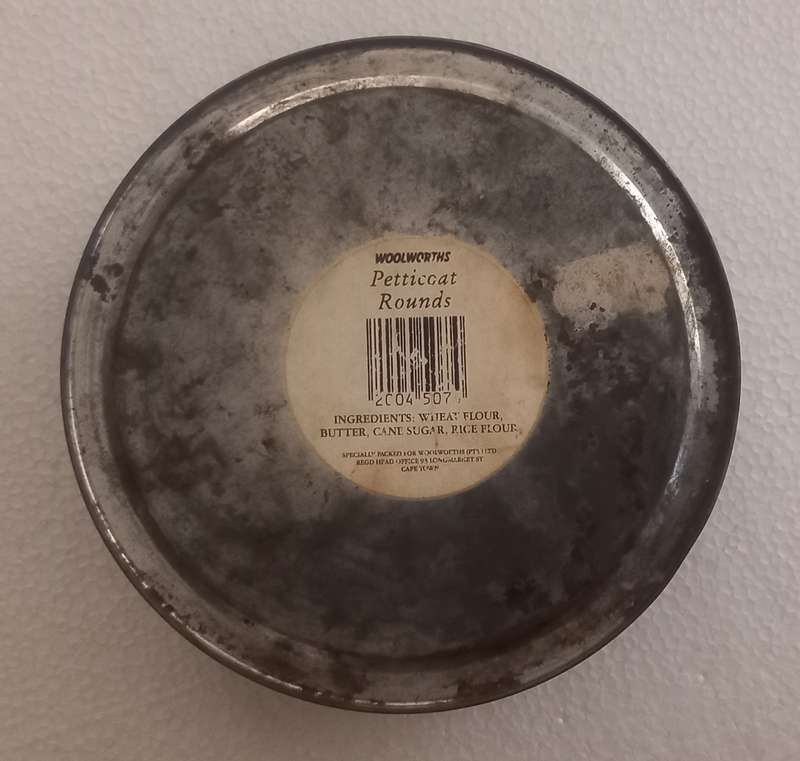 WOOLWORTHS
Petticoat
Rounds
2004 507
INGREDIENTS: WHEAT FLOUR,
BUTTER, CANE SUGAR, RICE FLOUR.
SPECIALLY PACKED FOR WOOLWORTHS (PTY) LTD
REGD HEAD OFFICE 93 LONGMARKET ST
CAPE TOWN